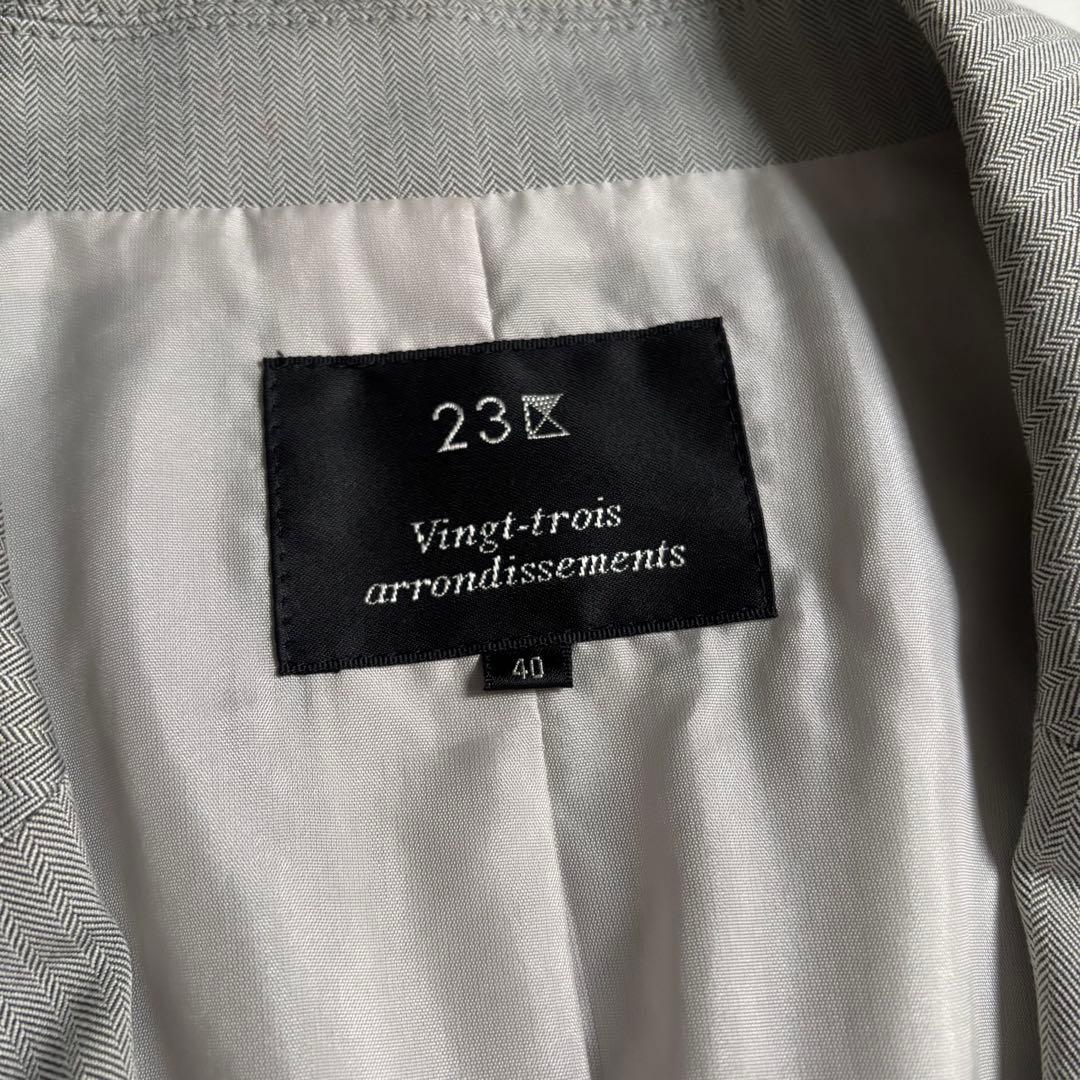 23区
Vingt-trois
arrondissements
40